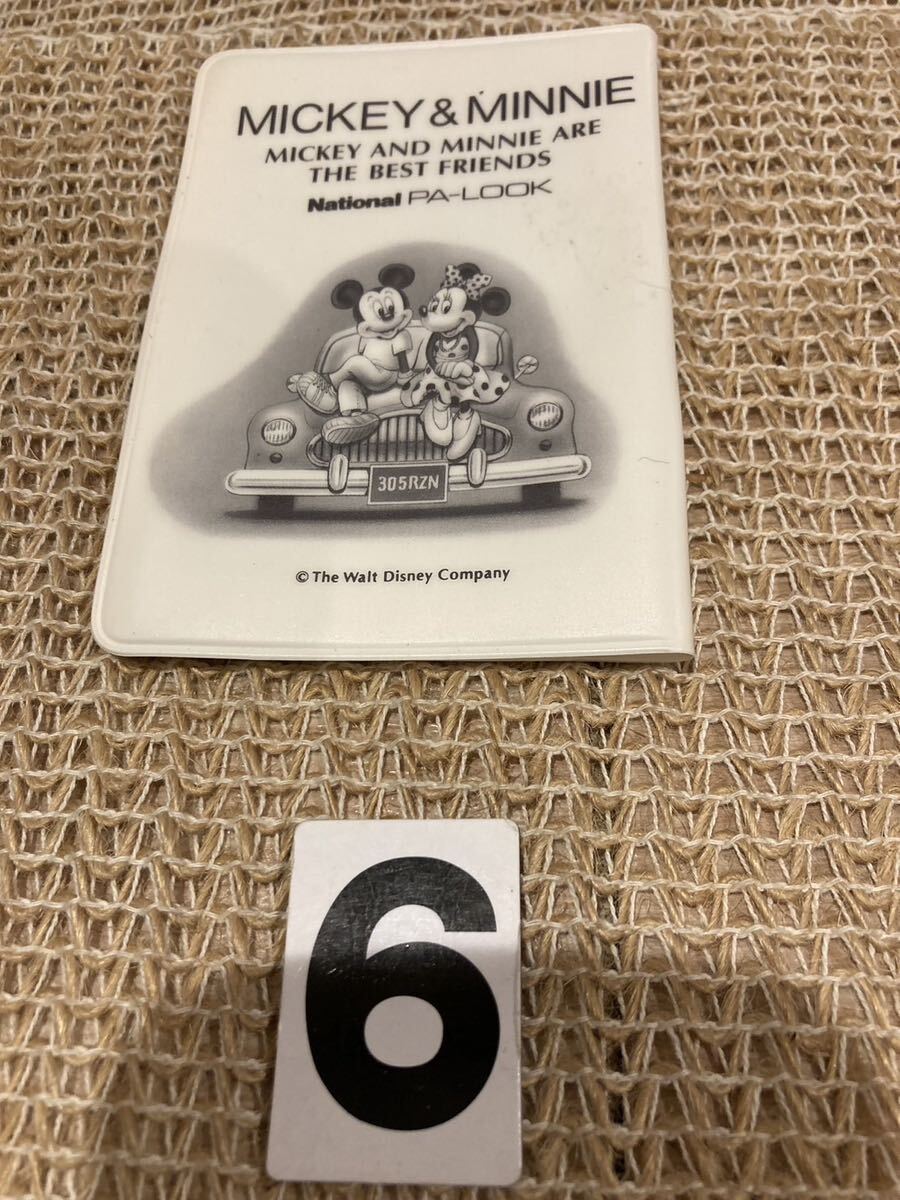 MICKEY & MINNIE
MICKEY AND MINNIE ARE
THE BEST FRIENDS
National PA-LOOK
305RZN
© The Walt Disney Company
6